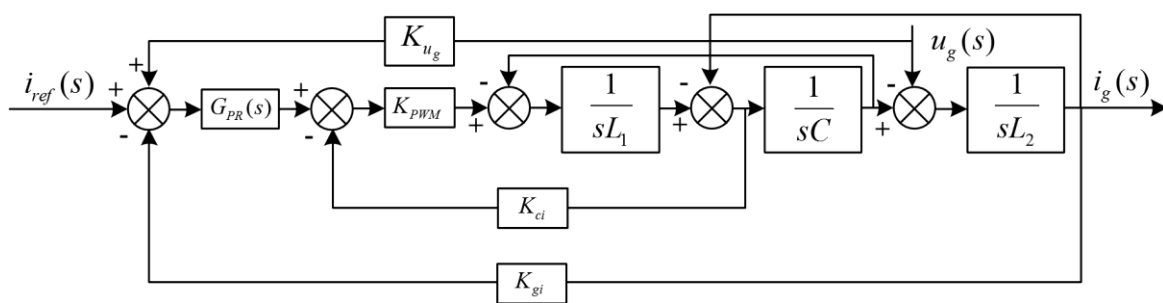 K_{u_g}
u_g(s)
i_{ref}(s)
+
+
-
G_{PR}(s)
+
-
K_{PWM}
-
+
1
sL_1
-
+
1
sC
-
+
1
sL_2
i_g(s)
K_{ci}
K_{gi}